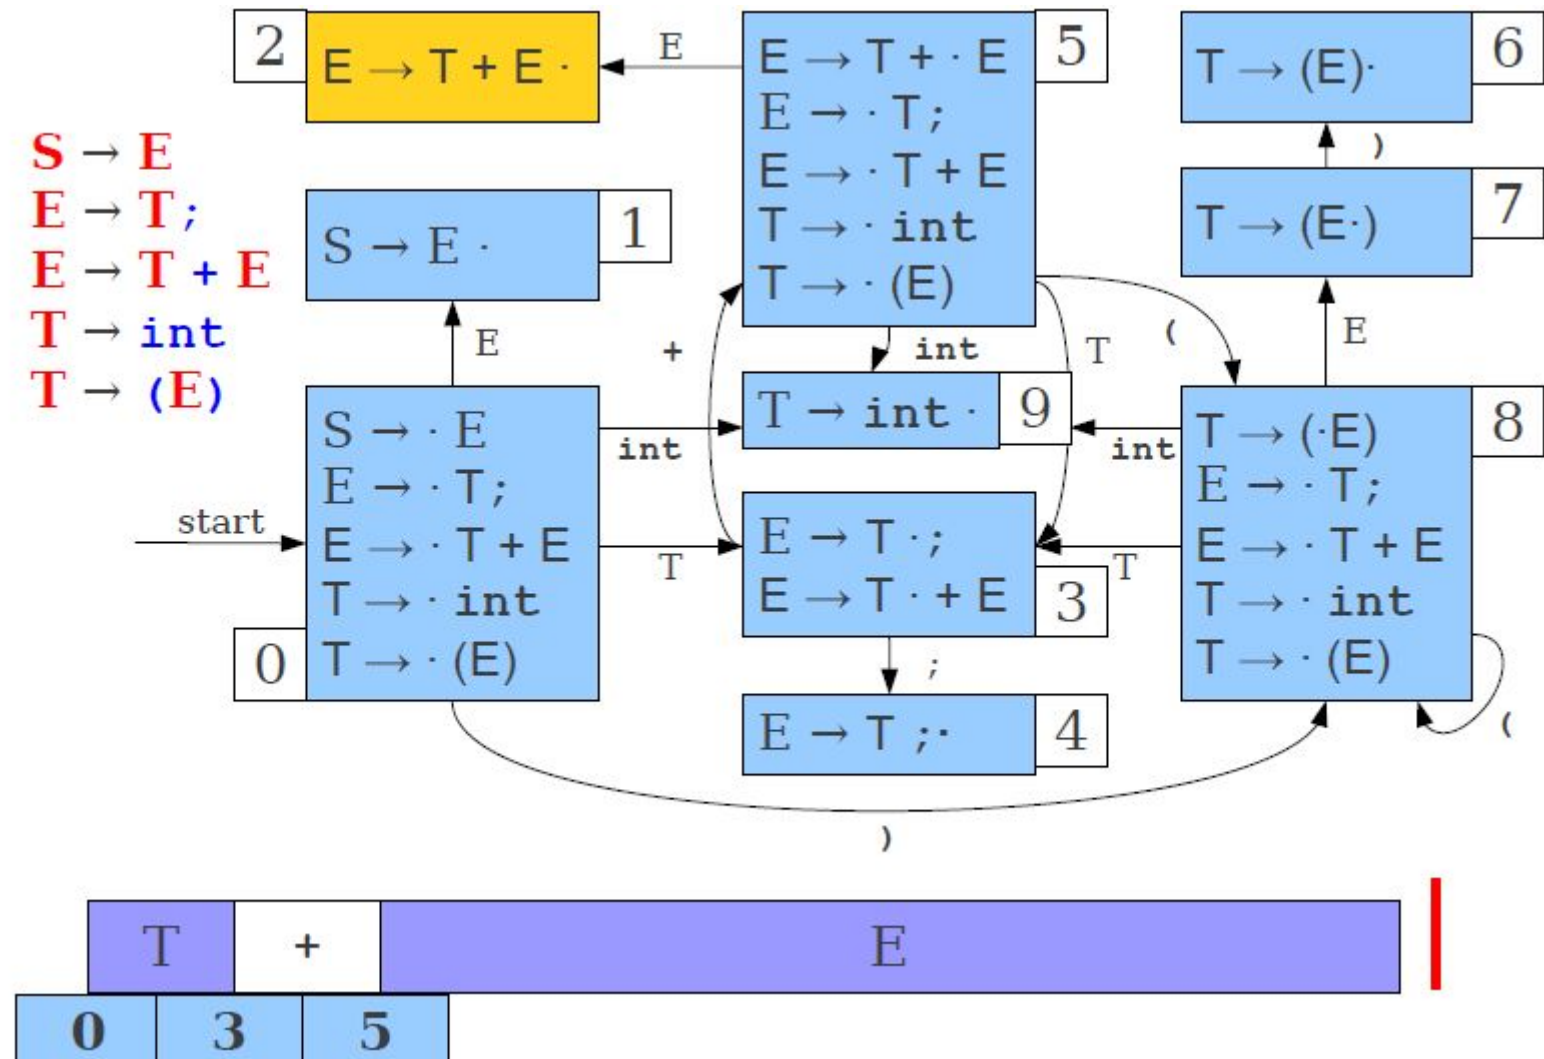 2
E → T + E ·
E
5
E → T + · E
E → · T ;
E → · T + E
T → · int
T → · (E)
6
T → (E)·
)
7
T → (E·)
S → E
E → T ;
E → T + E
T → int
T → (E)
1
S → E ·
E
+
int
T
(
E
T → int ·
9
int
int
start
0
S → · E
E → · T ;
E → · T + E
T → · int
T → · (E)
T
E → T · ;
E → T · + E
3
T
8
T → (·E)
E → · T ;
E → · T + E
T → · int
T → · (E)
;
E → T ;·
4
(
)
T + E
0 3 5